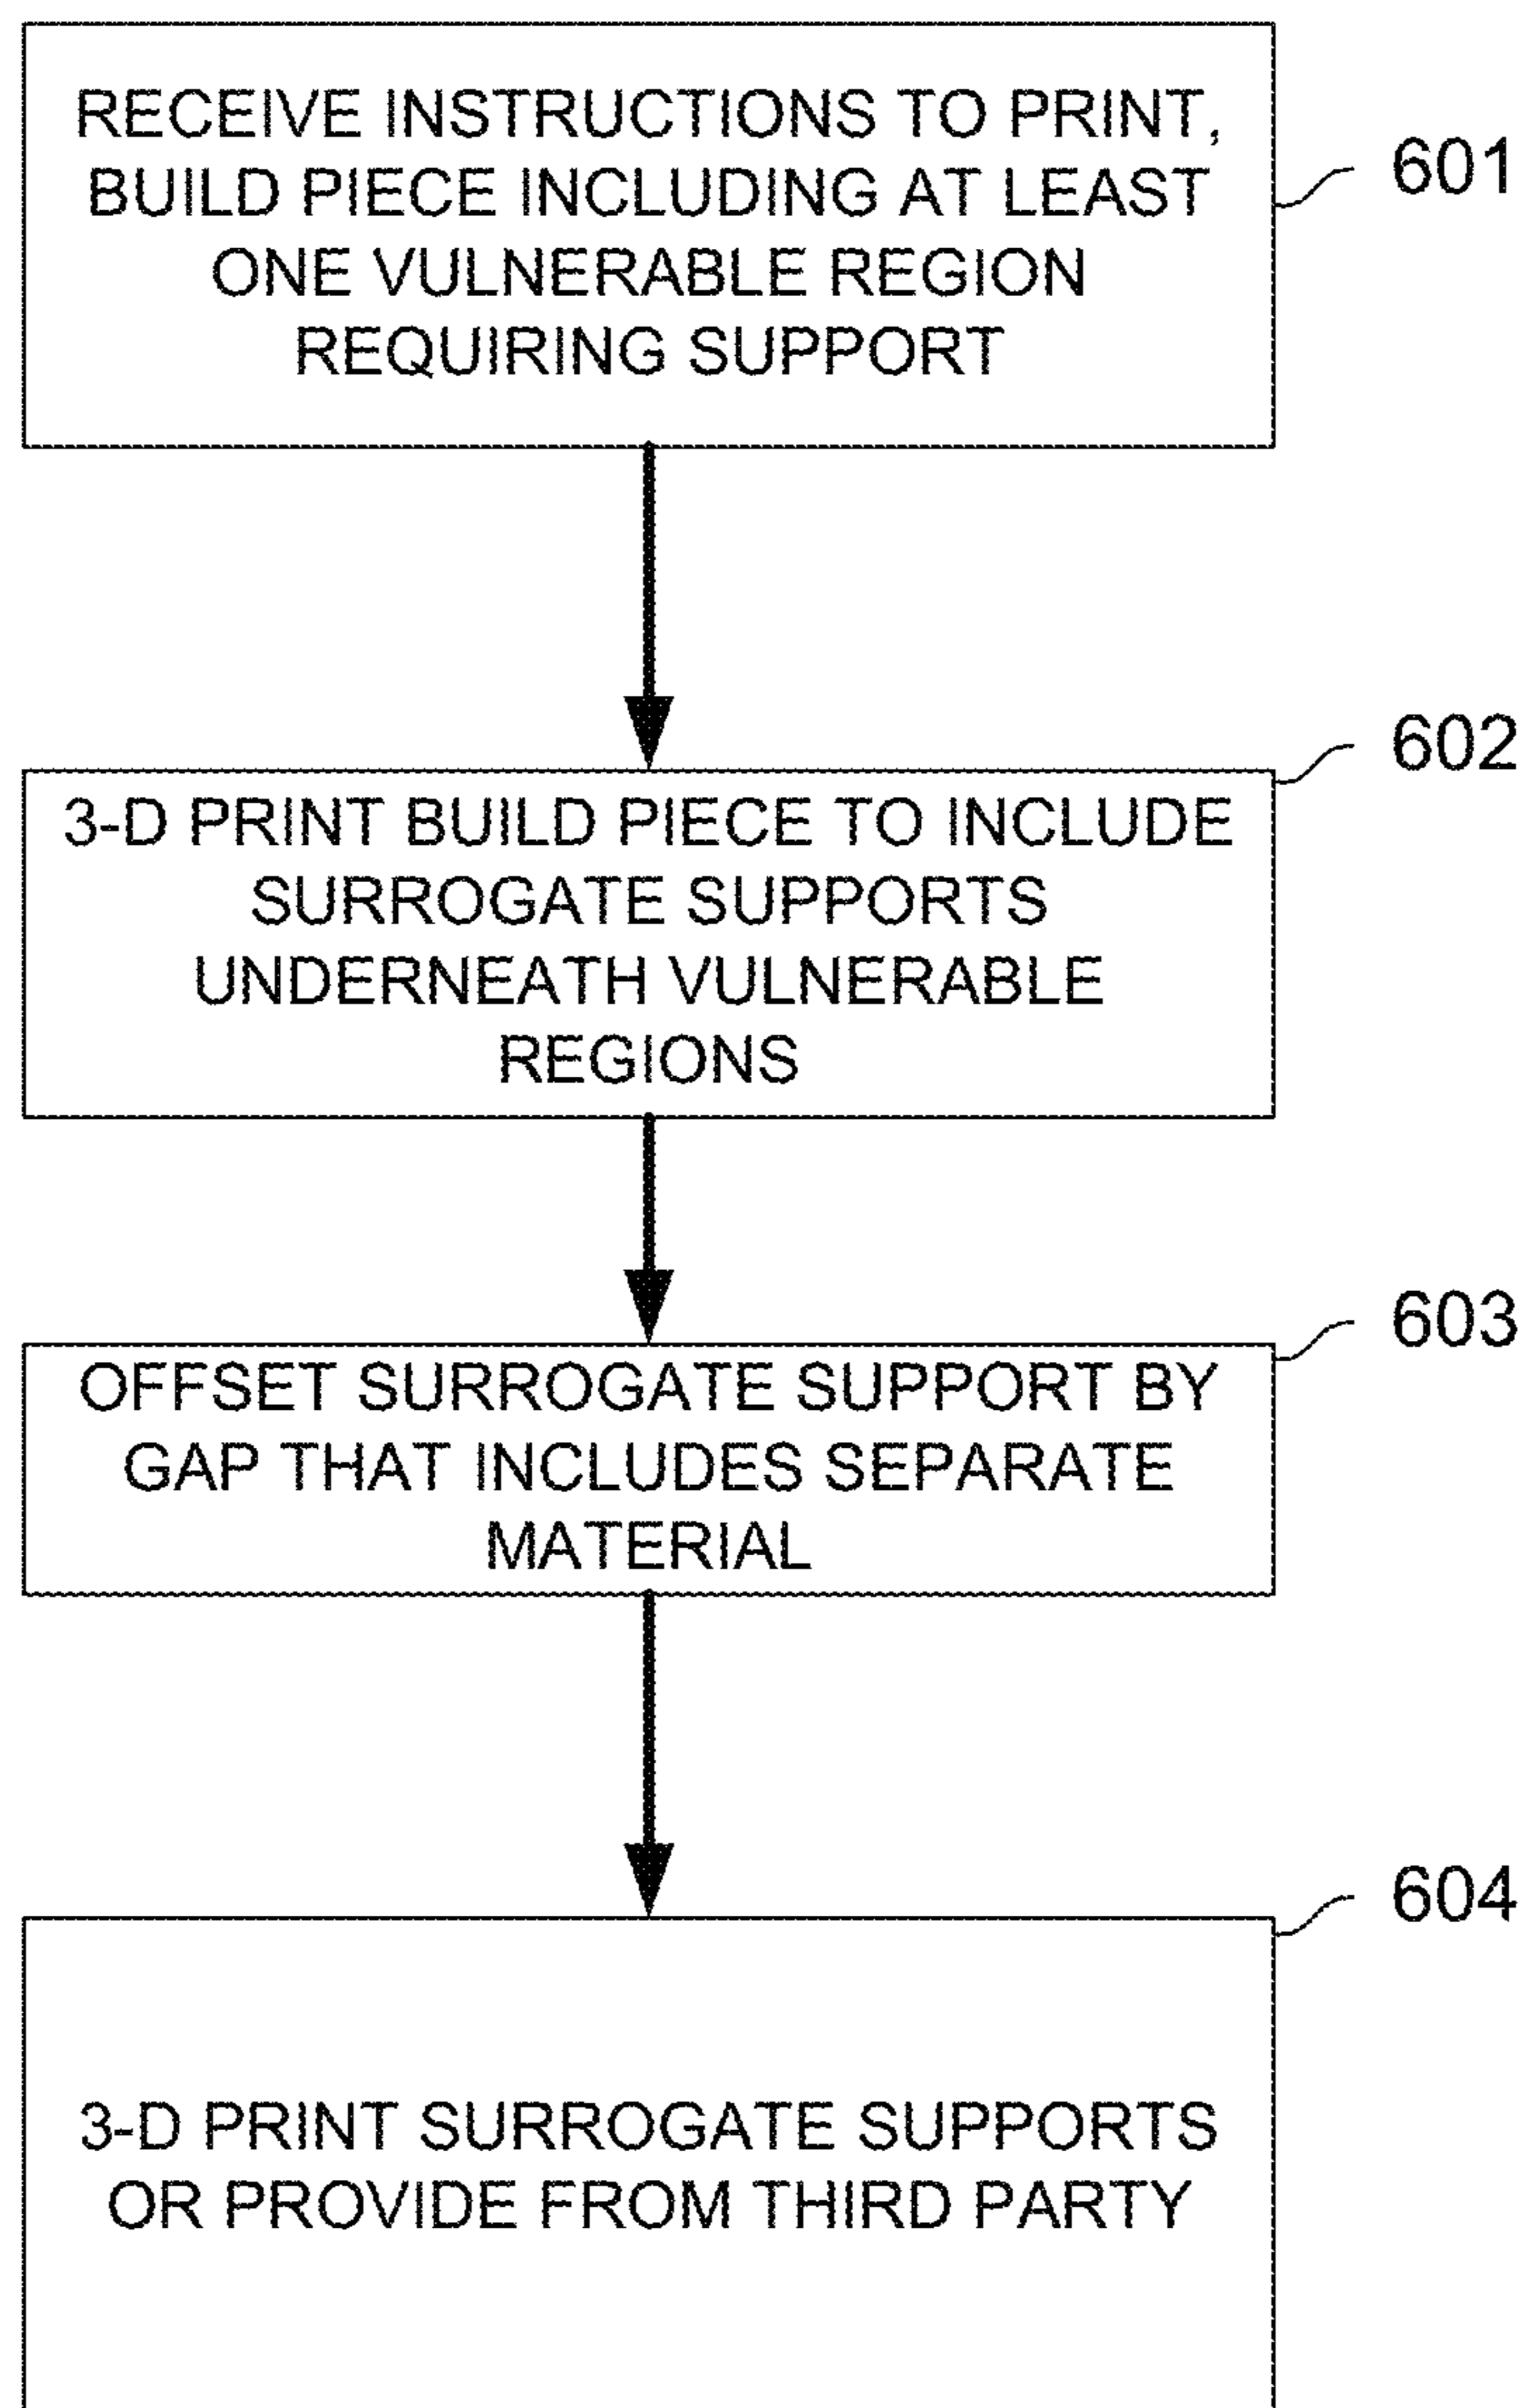 RECEIVE INSTRUCTIONS TO PRINT,
BUILD PIECE INCLUDING AT LEAST
ONE VULNERABLE REGION
REQUIRING SUPPORT
601
602
3-D PRINT BUILD PIECE TO INCLUDE
SURROGATE SUPPORTS
UNDERNEATH VULNERABLE
REGIONS
603
OFFSET SURROGATE SUPPORT BY
GAP THAT INCLUDES SEPARATE
MATERIAL
604
3-D PRINT SURROGATE SUPPORTS
OR PROVIDE FROM THIRD PARTY